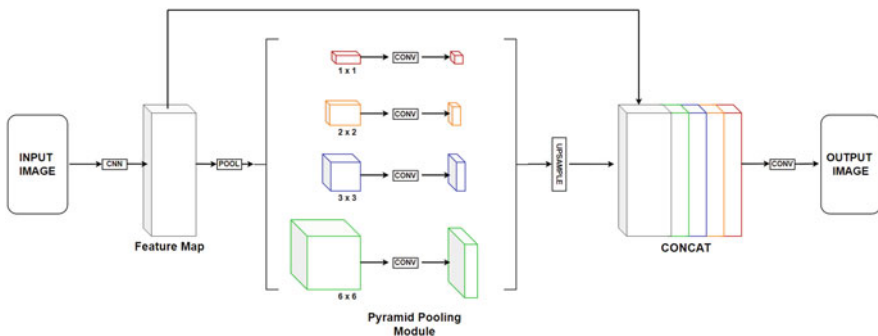 INPUT
IMAGE
CNN
Feature Map
POOL
1 x 1
CONV
2 x 2
CONV
3 x 3
CONV
6 x 6
CONV
Pyramid Pooling
Module
UPSAMPLE
CONCAT
CONV
OUTPUT
IMAGE